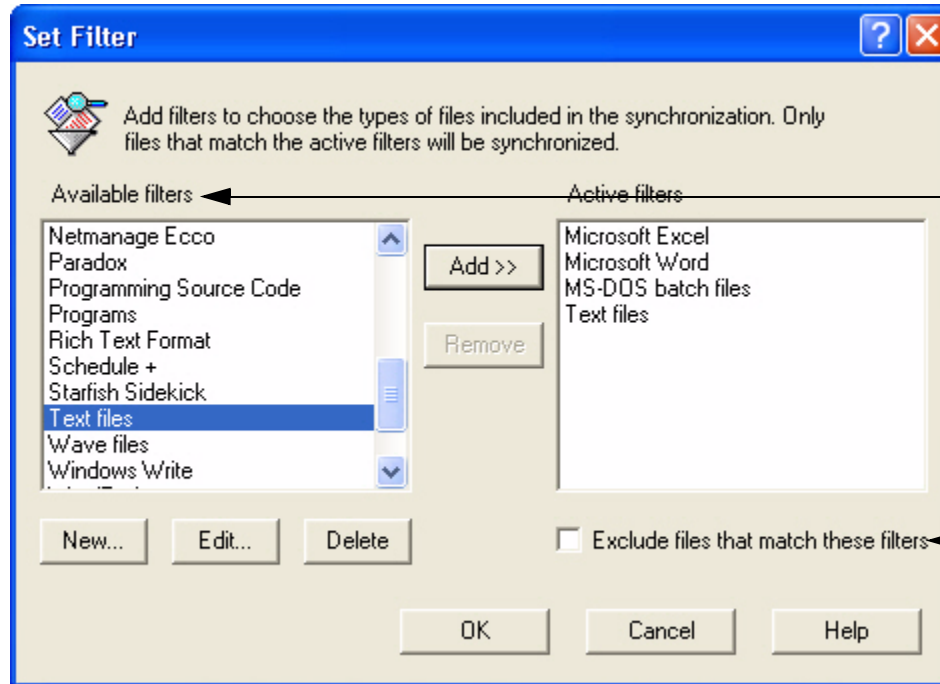 Set Filter
Add filters to choose the types of files included in the synchronization. Only
files that match the active filters will be synchronized.
Available filters
Netmanage Ecco
Paradox
Programming Source Code
Programs
Rich Text Format
Schedule +
Starfish Sidekick
Text files
Wave files
Windows Write
Add >>
Remove
Active filters
Microsoft Excel
Microsoft Word
MS-DOS batch files
Text files
New...
Edit...
Delete
Exclude files that match these filters
OK
Cancel
Help